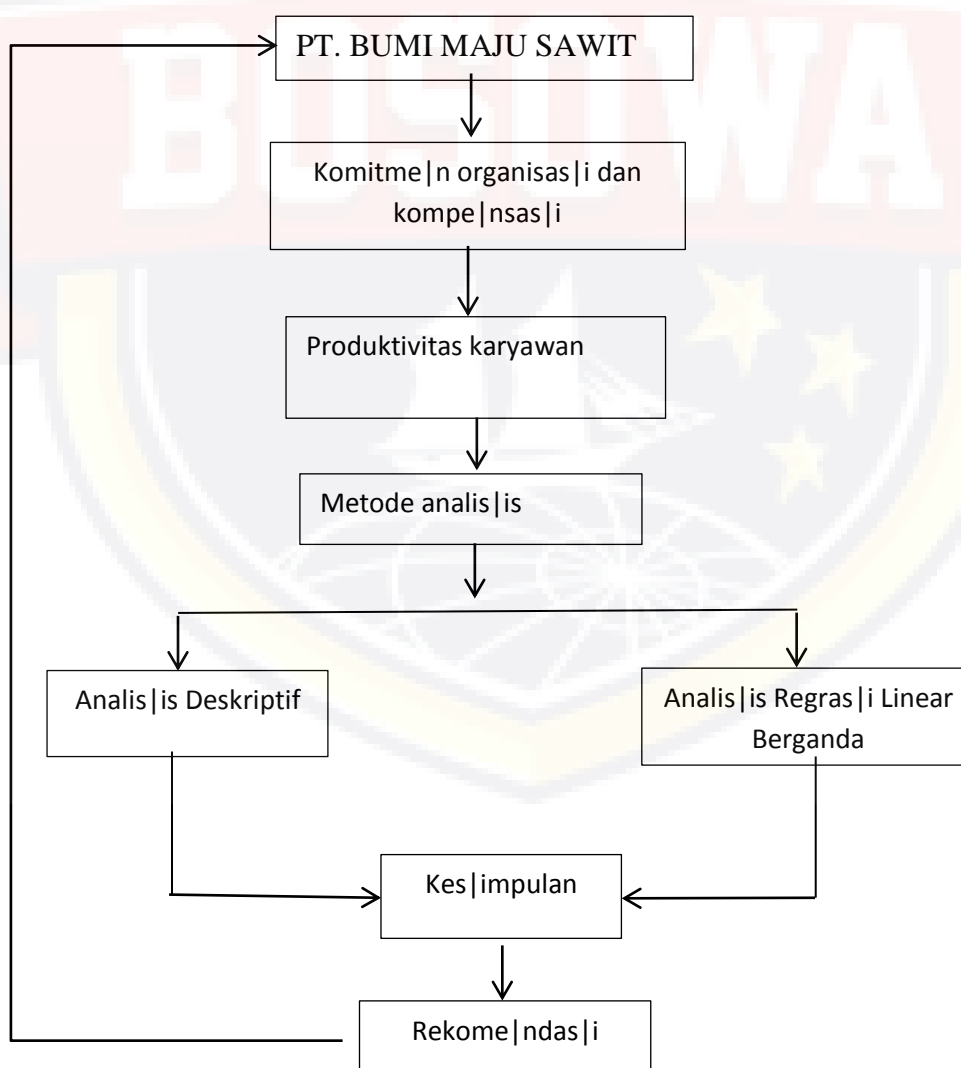 BOSOWA
PT. BUMI MAJU SAWIT
Komitme|n organisas|i dan
kompe|nsas|i
Produktivitas karyawan
Metode analis|is
Analis|is Deskriptif
Analis|is Regras|i Linear
Berganda
Kes|impulan
Rekome|ndas|i